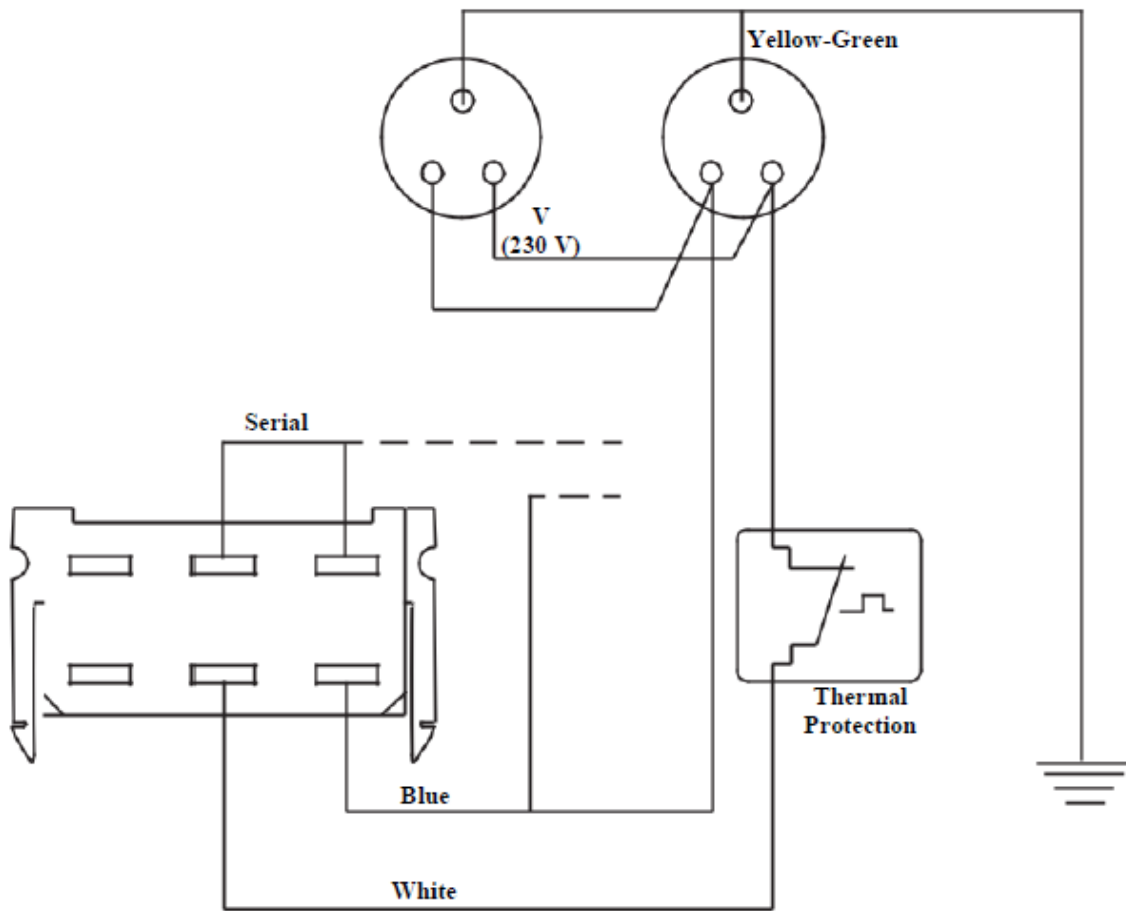 Yellow-Green
V
(230 V)
Serial
Thermal
Protection
Blue
White